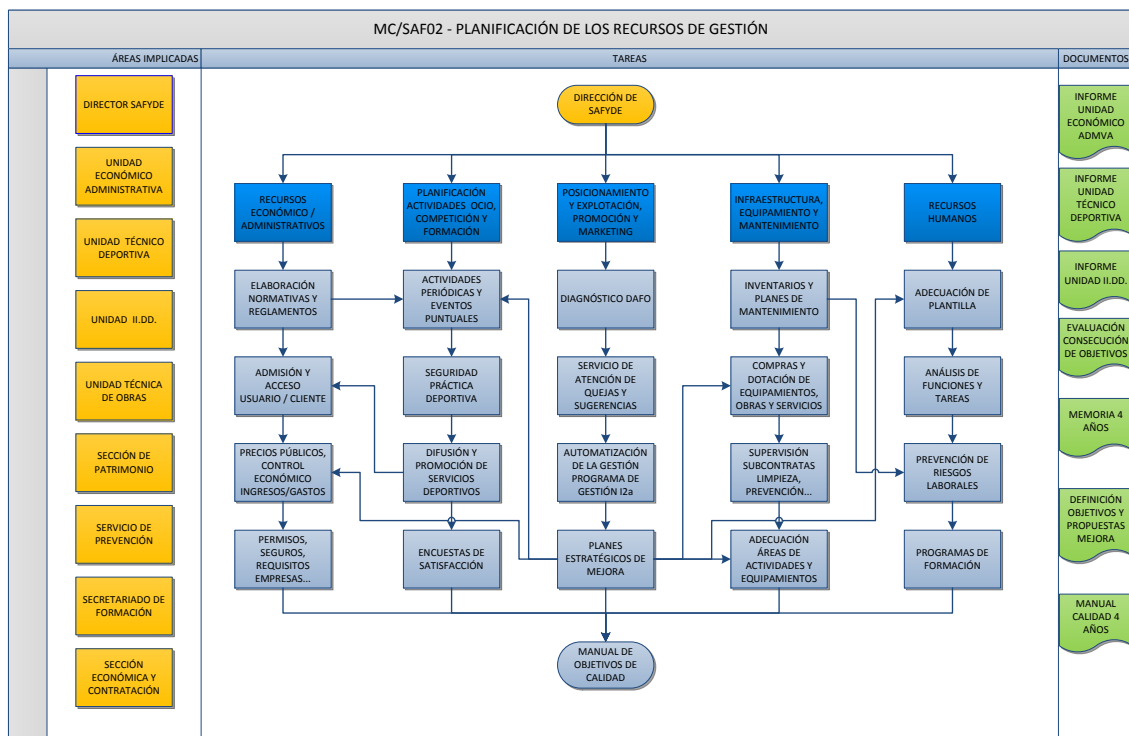 MC/SAF02 - PLANIFICACIÓN DE LOS RECURSOS DE GESTIÓN
ÁREAS IMPLICADAS
TAREAS
DOCUMENTOS
DIRECTOR SAFYDE
UNIDAD
ECONÓMICO
ADMINISTRATIVA
UNIDAD TÉCNICO
DEPORTIVA
UNIDAD II.DD.
UNIDAD TÉCNICA
DE OBRAS
SECCIÓN DE
PATRIMONIO
SERVICIO DE
PREVENCIÓN
SECRETARIADO DE
FORMACIÓN
SECCIÓN
ECONÓMICA Y
CONTRATACIÓN
DIRECCIÓN DE
SAFYDE
RECURSOS
ECONÓMICO /
ADMINISTRATIVOS
PLANIFICACIÓN
ACTIVIDADES OCIO,
COMPETICIÓN Y
FORMACIÓN
POSICIONAMIENTO
Y EXPLOTACIÓN,
PROMOCIÓN Y
MARKETING
INFRAESTRUCTURA,
EQUIPAMIENTO Y
MANTENIMIENTO
RECURSOS
HUMANOS
ELABORACIÓN
NORMATIVAS Y
REGLAMENTOS
ACTIVIDADES
PERIÓDICAS Y
EVENTOS
PUNTUALES
DIAGNÓSTICO DAFO
INVENTARIOS Y
PLANES DE
MANTENIMIENTO
ADECUACIÓN DE
PLANTILLA
ADMISIÓN Y
ACCESO
USUARIO / CLIENTE
SEGURIDAD
PRÁCTICA
DEPORTIVA
SERVICIO DE
ATENCIÓN DE
QUEJAS Y
SUGERENCIAS
COMPRAS Y
DOTACIÓN DE
EQUIPAMIENTOS,
OBRAS Y SERVICIOS
ANÁLISIS DE
FUNCIONES Y
TAREAS
PRECIOS PÚBLICOS,
CONTROL
ECONÓMICO
INGRESOS/GASTOS
DIFUSIÓN Y
PROMOCIÓN DE
SERVICIOS
DEPORTIVOS
AUTOMATIZACIÓN
DE LA GESTIÓN
PROGRAMA DE
GESTIÓN I2a
SUPERVISIÓN
SUBCONTRATAS
LIMPIEZA,
PREVENCIÓN...
PREVENCIÓN DE
RIESGOS
LABORALES
PERMISOS,
SEGUROS,
REQUISITOS
EMPRESAS...
ENCUESTAS DE
SATISFACCIÓN
PLANES
ESTRATÉGICOS DE
MEJORA
ADECUACIÓN
ÁREAS DE
ACTIVIDADES Y
EQUIPAMIENTOS
PROGRAMAS DE
FORMACIÓN
MANUAL DE
OBJETIVOS DE
CALIDAD
INFORME
UNIDAD
ECONÓMICO
ADMVA
INFORME
UNIDAD
TÉCNICO
DEPORTIVA
INFORME
UNIDAD II.DD.
EVALUACIÓN
CONSECUCIÓN
DE OBJETIVOS
MEMORIA 4
AÑOS
DEFINICIÓN
OBJETIVOS Y
PROPUESTAS
MEJORA
MANUAL
CALIDAD 4
AÑOS